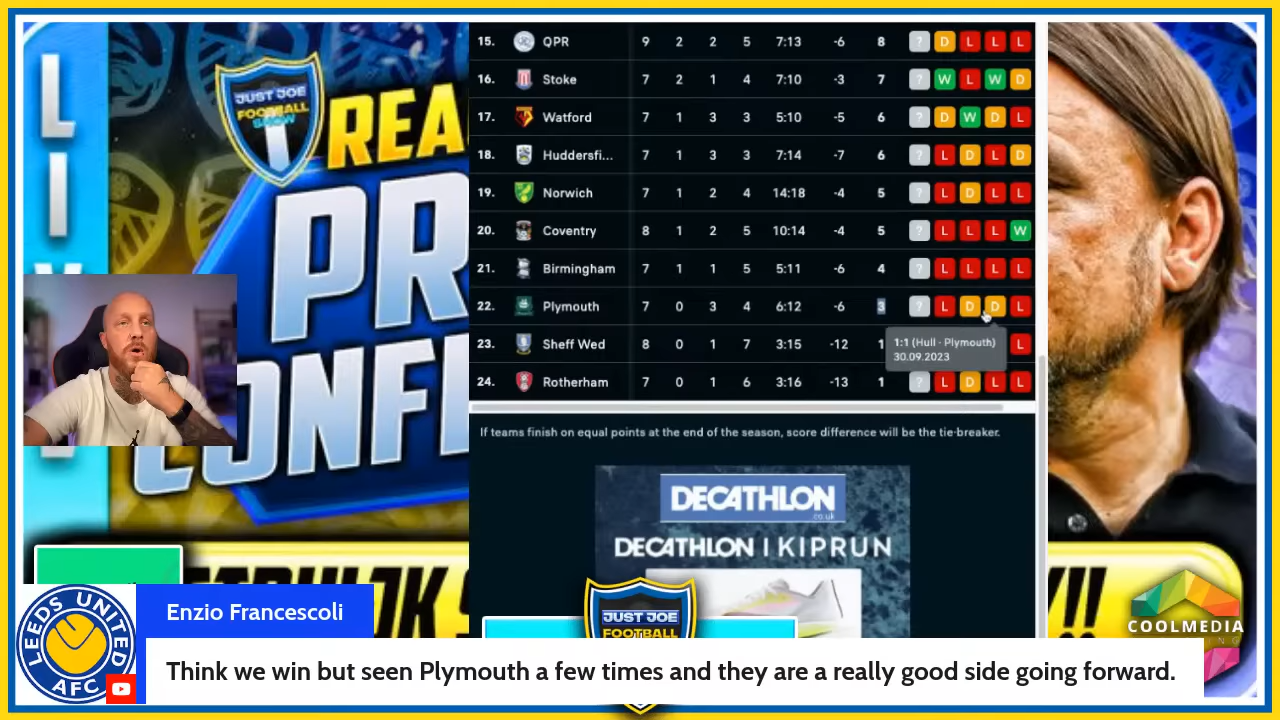 LIV
JUST JOE
FOOTBALL
SHOW
REA
PR
CONF
15. QPR 9 2 2 5 7:13 -6 8 ? D L L L
16. Stoke 7 2 1 4 7:10 -3 7 ? W L W D
17. Watford 7 1 3 3 5:10 -5 6 ? D W D L
18. Huddersfi... 7 1 3 3 7:14 -7 6 ? L D L D
19. Norwich 7 1 2 4 14:18 -4 5 ? L D L L
20. Coventry 8 1 2 5 10:14 -4 5 ? L L L W
21. Birmingham 7 1 1 5 5:11 -6 4 ? L L L L
22. Plymouth 7 0 3 4 6:12 -6 3 ? L D D L
23. Sheff Wed 8 0 1 7 3:15 -12 1 L
24. Rotherham 7 0 1 6 3:16 -13 1 ? L D L L
1:1 (Hull - Plymouth)
30.09.2023
If teams finish on equal points at the end of the season, score difference will be the tie-breaker.
DECATHLON
.co.uk
DECATHLON | KIPRUN
JUST JOE
FOOTBALL
!!
COOLMEDIA
LEEDS UNITED
AFC
Enzio Francescoli
Think we win but seen Plymouth a few times and they are a really good side going forward.